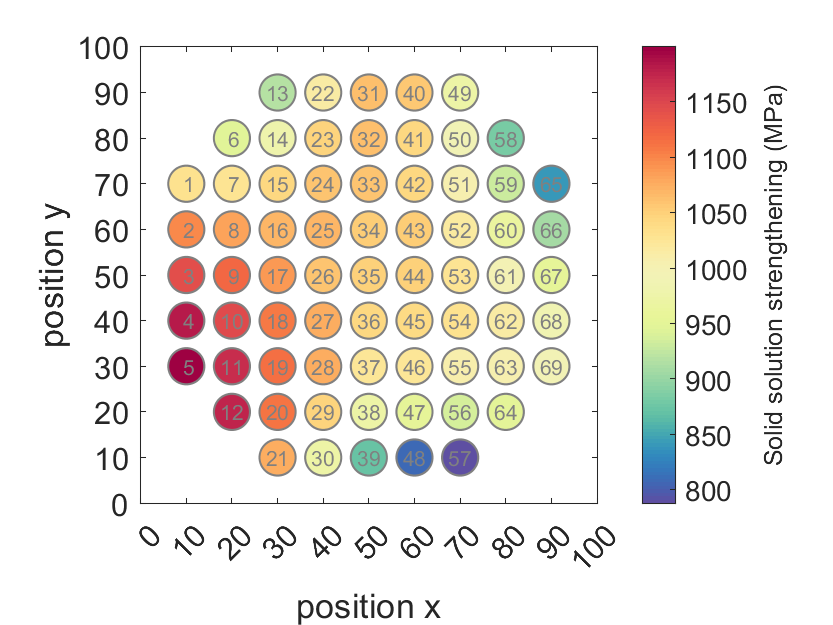 100
90 13 22 31 40 49
80 6 14 23 32 41 50 58
70 1 7 15 24 33 42 51 59 65
60 2 8 16 25 34 43 52 60 66
50 3 9 17 26 35 44 53 61 67
40 4 10 18 27 36 45 54 62 68
30 5 11 19 28 37 46 55 63 69
20 12 20 29 38 47 56 64
10 21 30 39 48 57
0
position y
0 10 20 30 40 50 60 70 80 90 100
position x
1150
1100
1050
1000
950
900
850
800
Solid solution strengthening (MPa)